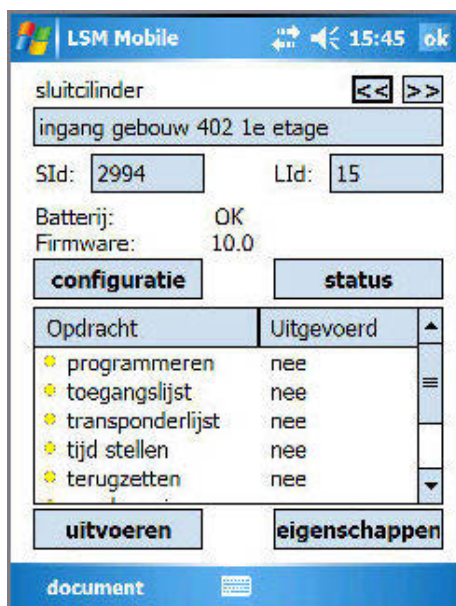 LSM Mobile 15:45 ok
sluitcilinder << >>
ingang gebouw 402 1e etage
SId: 2994 LId: 15
Batterij: OK
Firmware: 10.0
configuratie status
Opdracht Uitgevoerd
programmeren nee
toegangslijst nee
transponderlijst nee
tijd stellen nee
terugzetten nee
uitvoeren eigenschappen
document